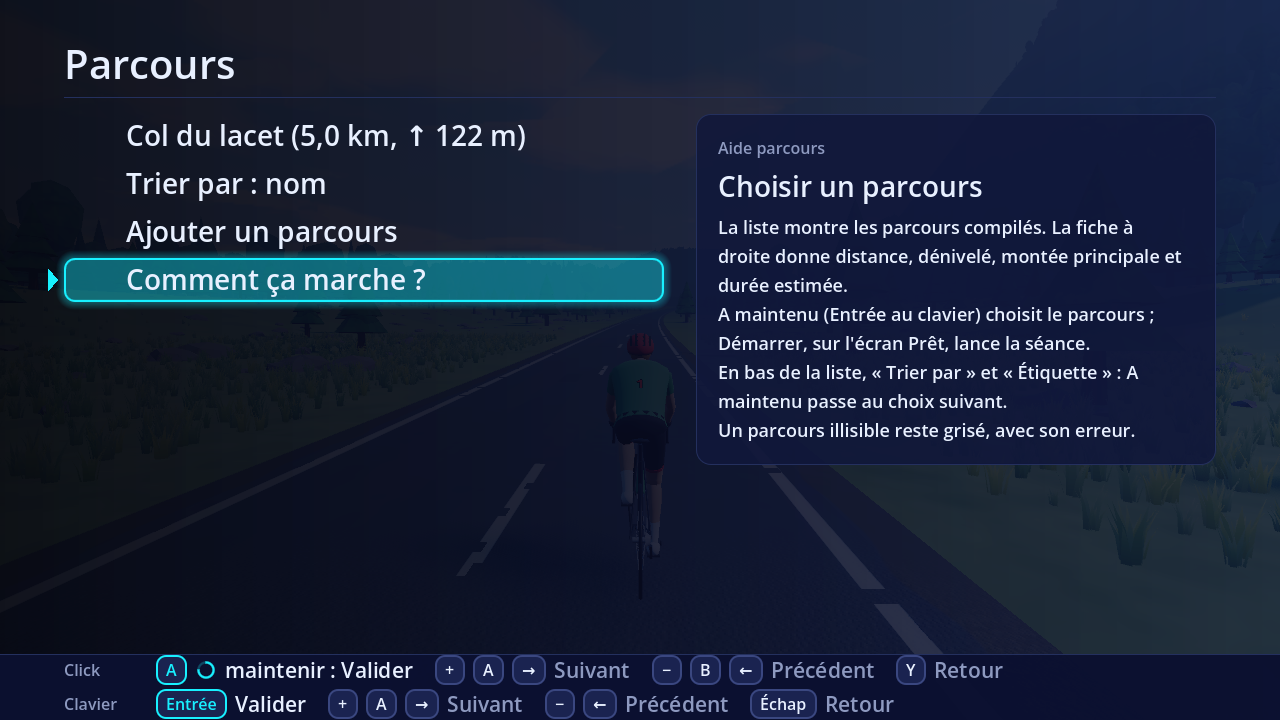 Parcours
Col du lacet (5,0 km, ↑ 122 m)
Trier par : nom
Ajouter un parcours
Comment ça marche ?
Aide parcours
Choisir un parcours
La liste montre les parcours compilés. La fiche à
droite donne distance, dénivelé, montée principale et
durée estimée.
A maintenu (Entrée au clavier) choisit le parcours ;
Démarrer, sur l'écran Prêt, lance la séance.
En bas de la liste, « Trier par » et « Étiquette » : A
maintenu passe au choix suivant.
Un parcours illisible reste grisé, avec son erreur.
Click A maintenir : Valider + A → Suivant − B ← Précédent Y Retour
Clavier Entrée Valider + A → Suivant − ← Précédent Échap Retour